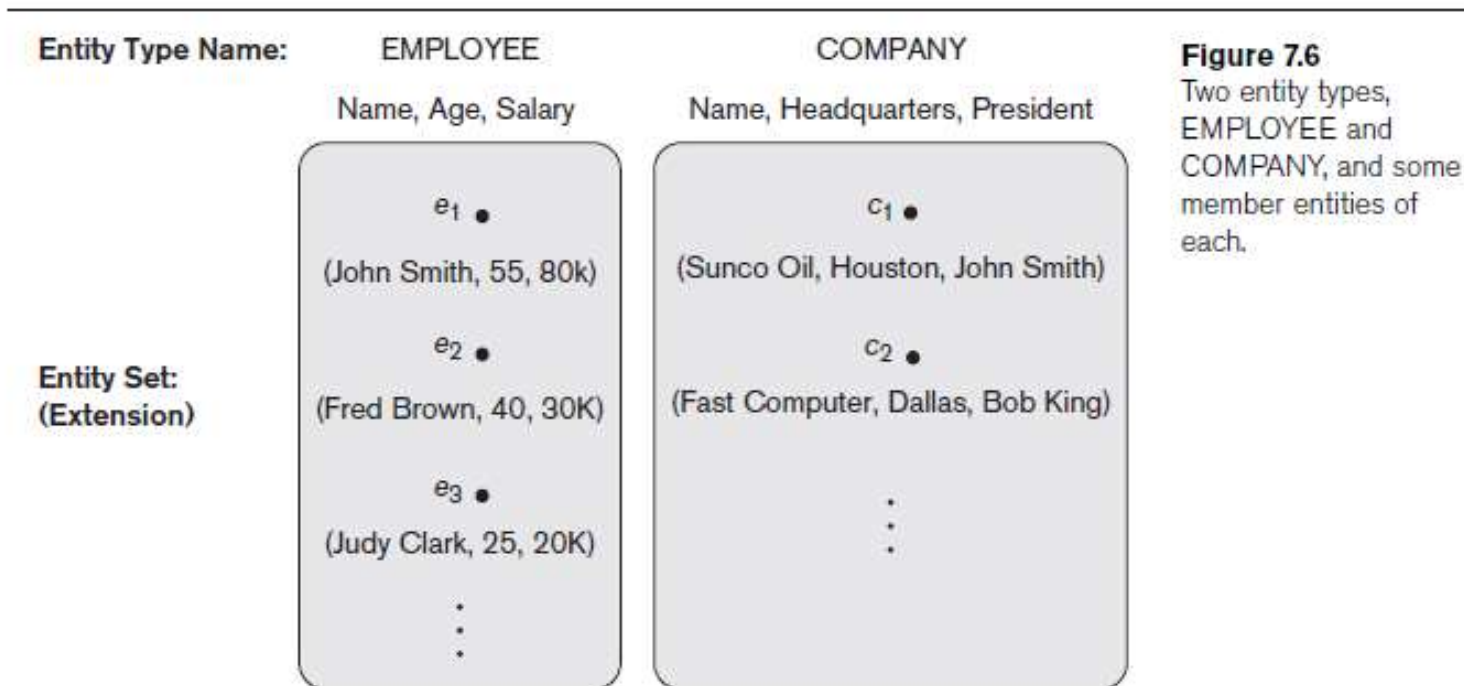 Entity Type Name: EMPLOYEE COMPANY
Name, Age, Salary Name, Headquarters, President
e1
(John Smith, 55, 80k)
e2
(Fred Brown, 40, 30K)
e3
(Judy Clark, 25, 20K)
c1
(Sunco Oil, Houston, John Smith)
c2
(Fast Computer, Dallas, Bob King)
Entity Set:
(Extension)
Figure 7.6
Two entity types,
EMPLOYEE and
COMPANY, and some
member entities of
each.